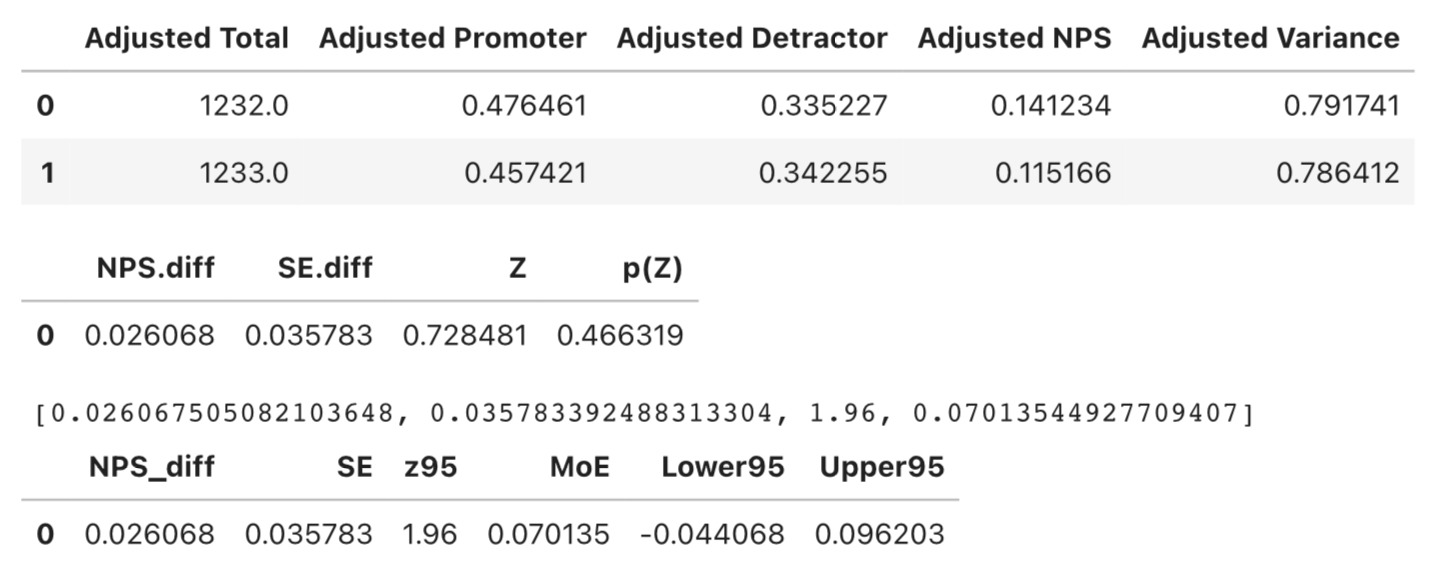 Adjusted Total Adjusted Promoter Adjusted Detractor Adjusted NPS Adjusted Variance
0 1232.0 0.476461 0.335227 0.141234 0.791741
1 1233.0 0.457421 0.342255 0.115166 0.786412
NPS.diff SE.diff Z p(Z)
0 0.026068 0.035783 0.728481 0.466319
[0.026067505082103648, 0.035783392488313304, 1.96, 0.07013544927709407]
NPS_diff SE z95 MoE Lower95 Upper95
0 0.026068 0.035783 1.96 0.070135 -0.044068 0.096203